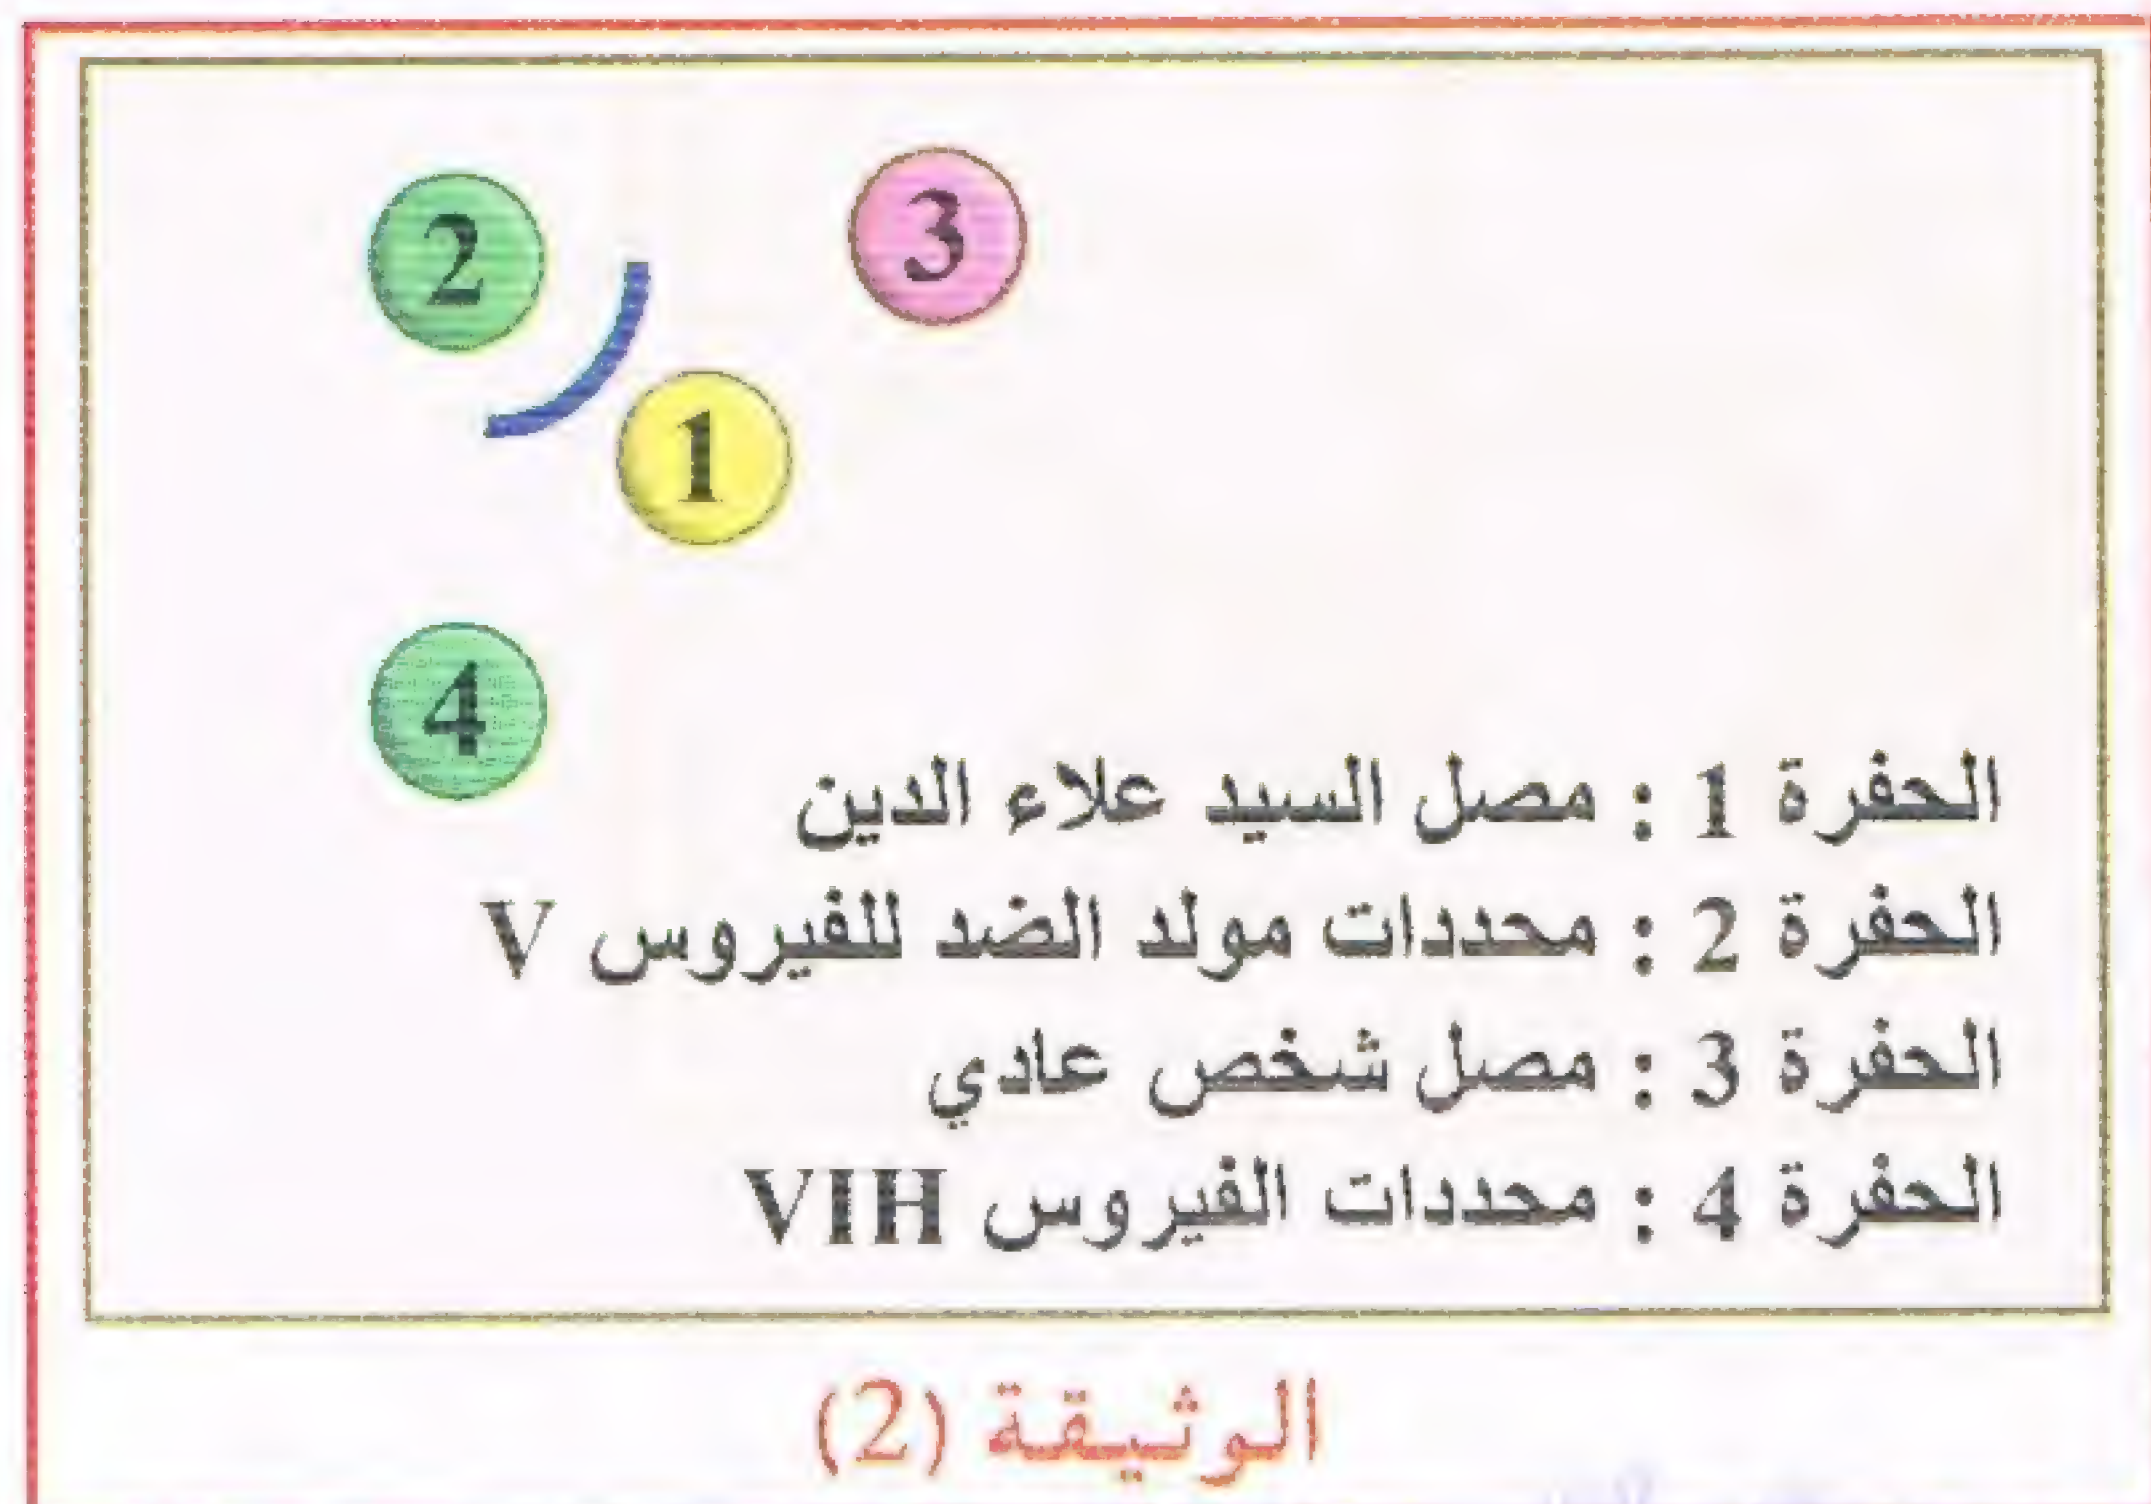 2
3
1
4
الحفرة 1 : مصل السيد علاء الدين
الحفرة 2 : محددات مولد الضد للفيروس V
الحفرة 3 : مصل شخص عادي
الحفرة 4 : محددات الفيروس VIH
الوثيقة (2)